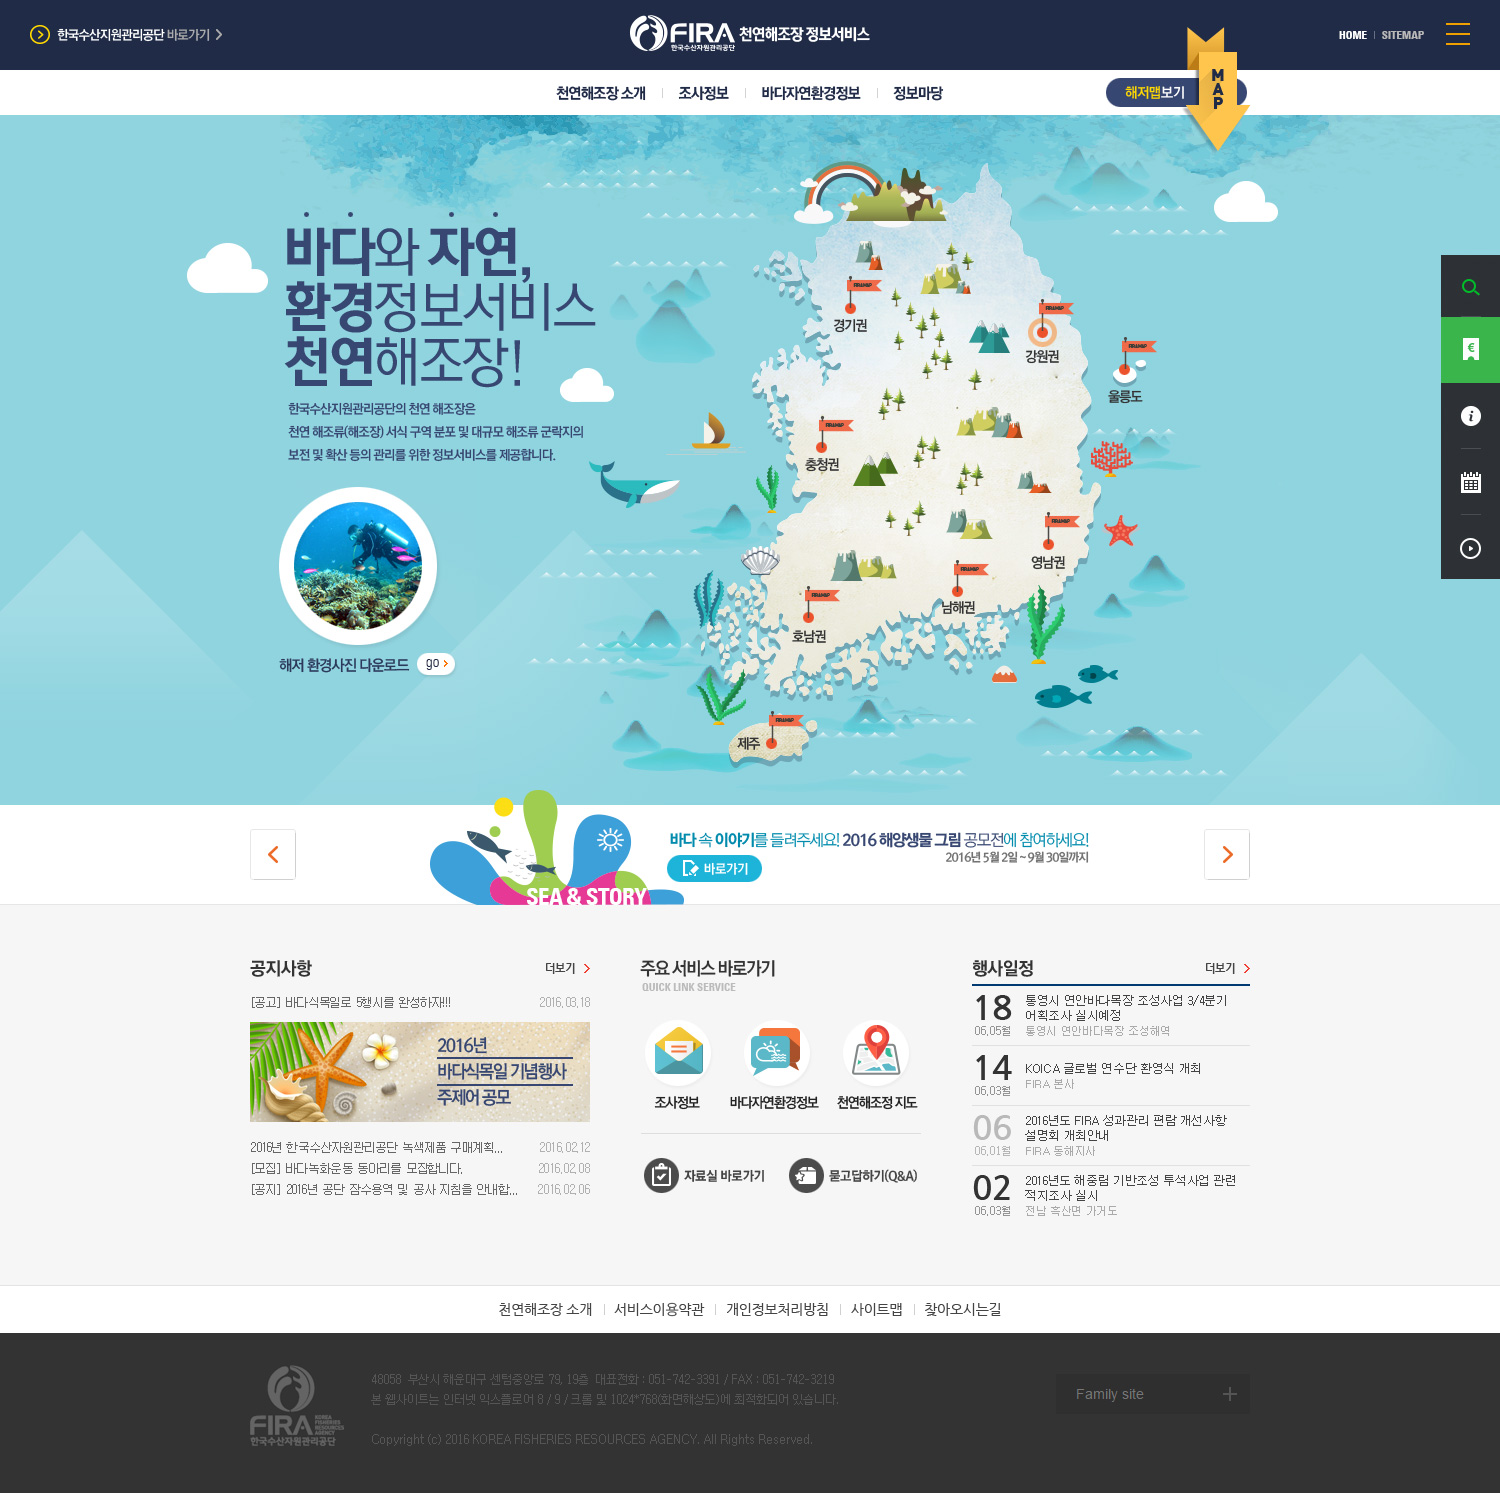 한국수산자원관리공단 바로가기
FIRA 한국수산자원관리공단 천연해조장 정보서비스
HOME SITEMAP
천연해조장 소개 조사정보 바다자연환경정보 정보마당
해저맵보기
MAP
바다와 자연,
환경정보서비스
천연해조장!
한국수산자원관리공단의 천연 해조장은
천연 해조류(해조장) 서식 구역 분포 및 대규모 해조류 군락지의
보전 및 확산 등의 관리를 위한 정보서비스를 제공합니다.
해저 환경사진 다운로드 go
FIRA MAP
경기권
FIRA MAP
강원권
FIRA MAP
울릉도
FIRA MAP
충청권
FIRA MAP
영남권
FIRA MAP
남해권
FIRA MAP
호남권
FIRA MAP
제주
SEA & STORY
바다 속 이야기를 들려주세요! 2016 해양생물 그림 공모전에 참여하세요!
2016년 5월 2일 ~ 9월 30일까지
바로가기
공지사항 더보기
[공고] 바다식목일로 5행시를 완성하자!!! 2016.03.18
2016년
바다식목일 기념행사
주제어 공모
2016년 한국수산자원관리공단 녹색제품 구매계획... 2016.02.12
[모집] 바다녹화운동 동아리를 모집합니다. 2016.02.08
[공지] 2016년 공단 잠수용역 및 공사 지침을 안내합... 2016.02.06
주요 서비스 바로가기
QUICK LINK SERVICE
조사정보 바다자연환경정보 천연해조정 지도
자료실 바로가기 묻고답하기(Q&A)
행사일정 더보기
18
06.05월
통영시 연안바다목장 조성사업 3/4분기
어획조사 실시예정
통영시 연안바다목장 조성해역
14
06.03월
KOICA 글로벌 연수단 환영식 개최
FIRA 본사
06
06.01월
2016년도 FIRA 성과관리 편람 개선사항
설명회 개최안내
FIRA 동해지사
02
06.03월
2016년도 해중림 기반조성 투석사업 관련
적지조사 실시
전남 흑산면 가거도
천연해조장 소개 서비스이용약관 개인정보처리방침 사이트맵 찾아오시는길
FIRA KOREA FISHERIES RESOURCES AGENCY
한국수산자원관리공단
48058 부산시 해운대구 센텀중앙로 79, 19층 대표전화 : 051-742-3391 / FAX : 051-742-3219
본 웹사이트는 인터넷 익스플로어 8 / 9 / 크롬 및 1024*768(화면해상도)에 최적화되어 있습니다.
Copyright (c) 2016 KOREA FISHERIES RESOURCES AGENCY. All Rights Reserved.
Family site